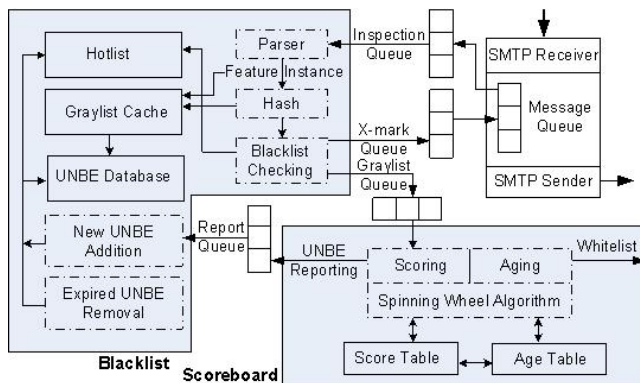 Hotlist
Parser
Inspection
Queue
SMTP Receiver
Feature Instance
Graylist Cache
Hash
Message
Queue
X-mark
Queue
Blacklist
Checking
Graylist
Queue
UNBE Database
SMTP Sender
New UNBE
Addition
Report
Queue
UNBE
Reporting
Scoring
Aging
Whitelist
Expired UNBE
Removal
Spinning Wheel Algorithm
Score Table
Age Table
Blacklist
Scoreboard